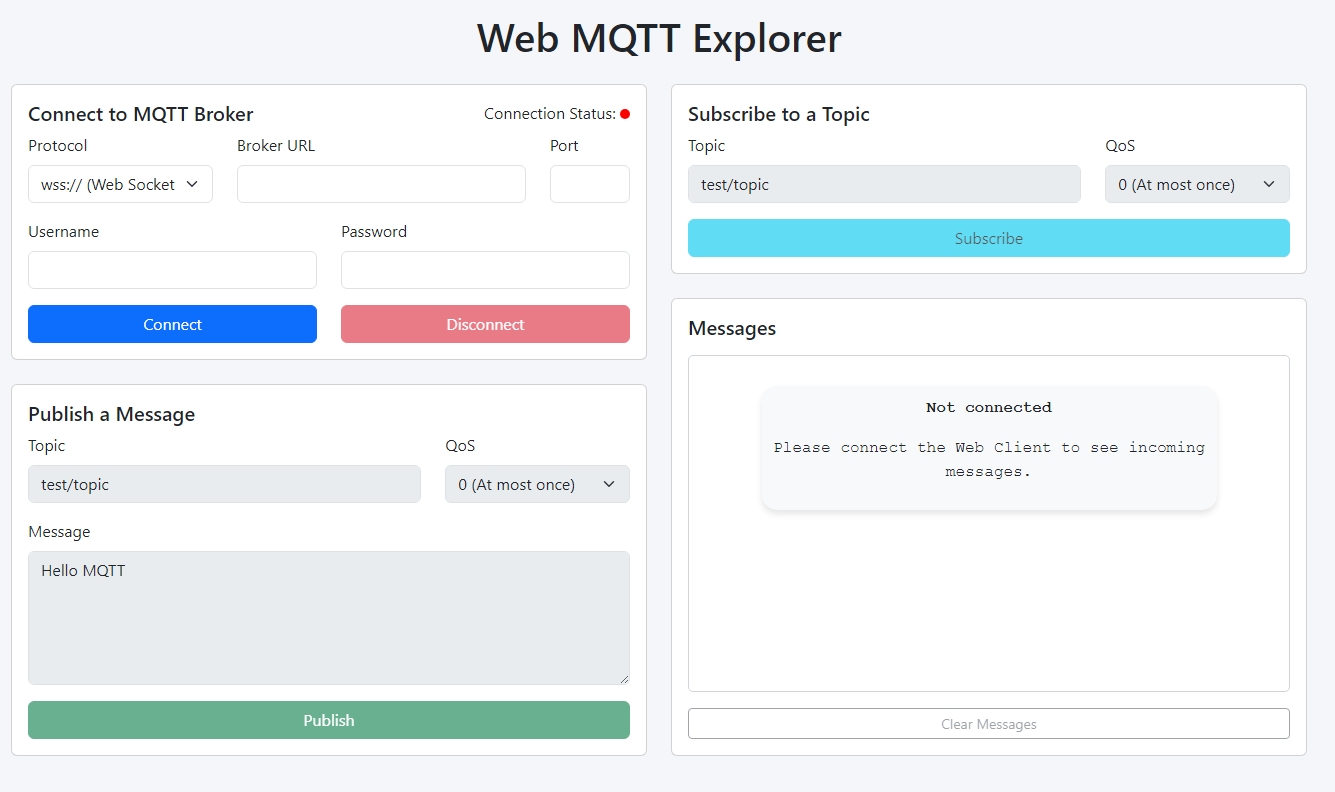 Web MQTT Explorer
Connect to MQTT Broker
Connection Status:
Protocol
Broker URL
Port
wss:// (Web Socket
Username
Password
Connect
Disconnect
Publish a Message
Topic
QoS
test/topic
0 (At most once)
Message
Hello MQTT
Publish
Subscribe to a Topic
Topic
QoS
test/topic
0 (At most once)
Subscribe
Messages
Not connected
Please connect the Web Client to see incoming
messages.
Clear Messages